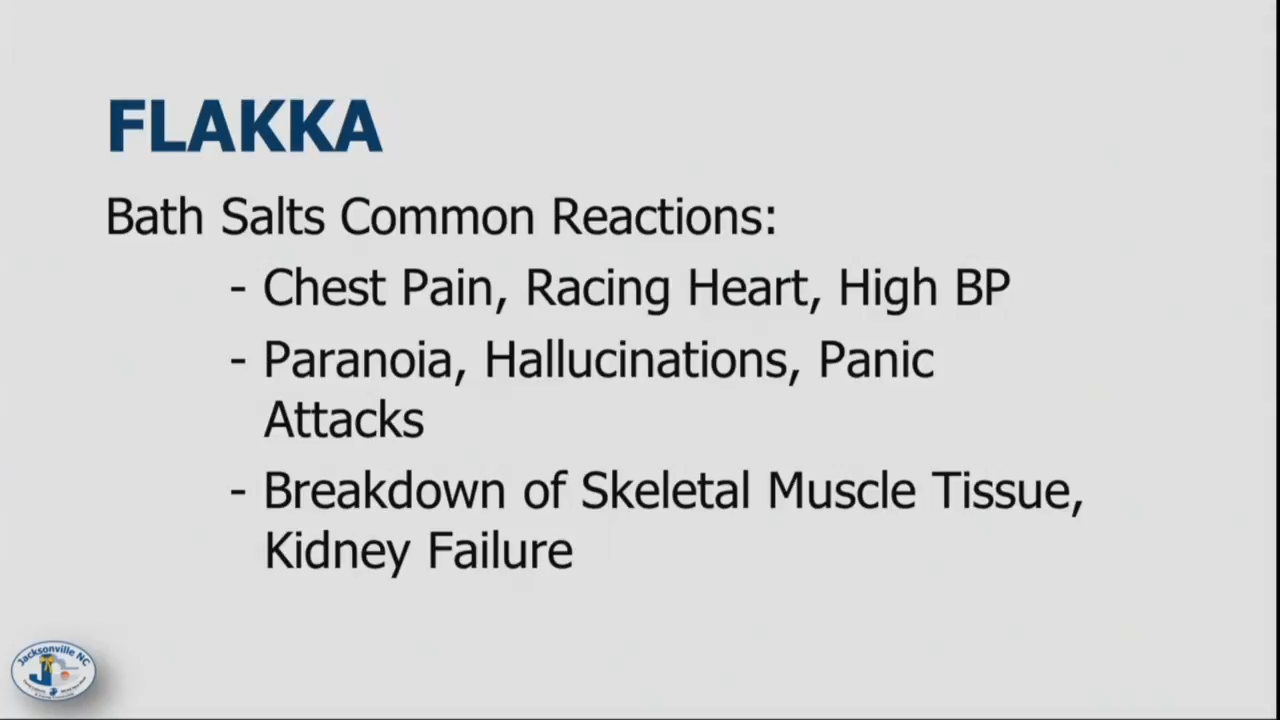 FLAKKA
Bath Salts Common Reactions:
- Chest Pain, Racing Heart, High BP
- Paranoia, Hallucinations, Panic
Attacks
- Breakdown of Skeletal Muscle Tissue,
Kidney Failure
Jacksonville NC